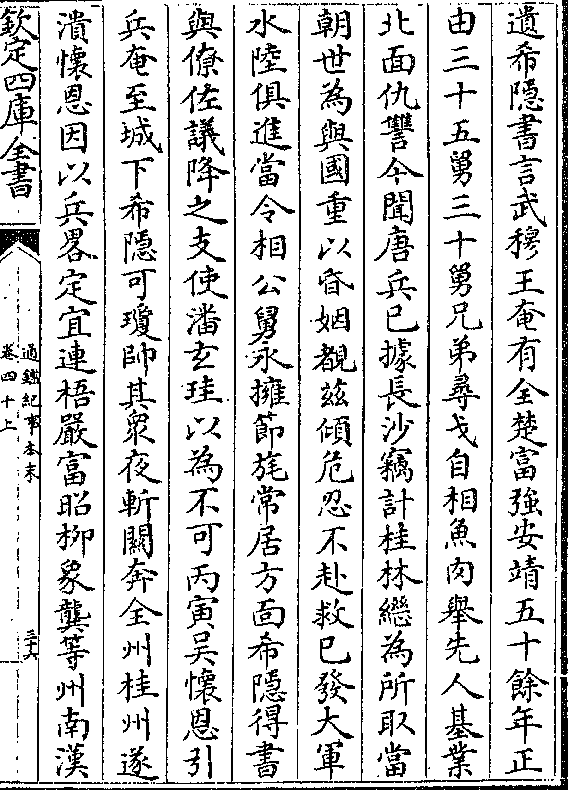 遺希隠書言武穆王奄有全楚富強安靖五十餘年正
由三十五舅三十舅兄弟尋戈自相魚肉舉先人基業
北面仇讐今聞唐兵已據長沙竊計桂林繼為所取當
朝世為與國重以昏姻覩茲傾危忍不赴救已發大軍
水陸俱進當令相公舅永擁節旄常居方面希隠得書
與僚佐議降之支使潘玄珪以為不可丙寅吳懷恩引
兵奄至城下希隠可瓊帥其衆夜斬關奔全州桂州遂
潰懷恩因以兵畧定宜連梧嚴富昭柳象龔等州南漢
欽定四庫全書
通鑑紀事本末
卷四十上
三十六